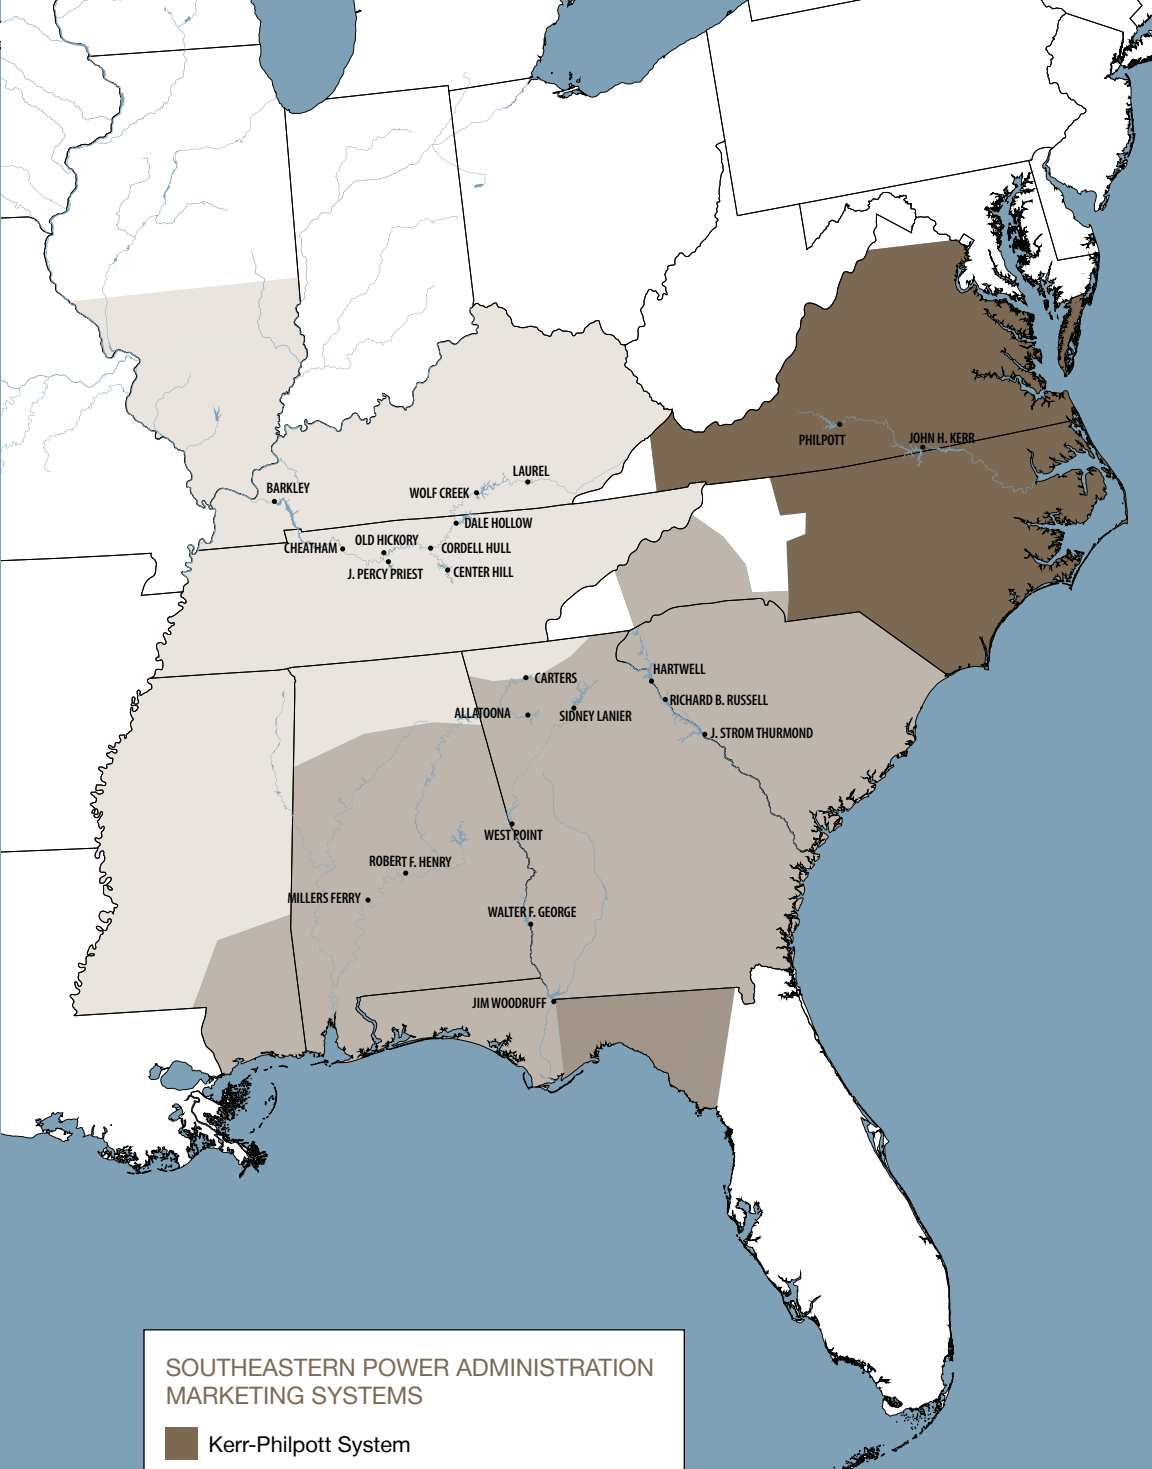 PHILPOTT
JOHN H. KERR
LAUREL
WOLF CREEK
BARKLEY
DALE HOLLOW
OLD HICKORY
CHEATHAM
CORDELL HULL
J. PERCY PRIEST
CENTER HILL
HARTWELL
CARTERS
RICHARD B. RUSSELL
ALLATOONA
SIDNEY LANIER
J. STROM THURMOND
WEST POINT
ROBERT F. HENRY
MILLERS FERRY
WALTER F. GEORGE
JIM WOODRUFF
SOUTHEASTERN POWER ADMINISTRATION
MARKETING SYSTEMS
Kerr-Philpott System